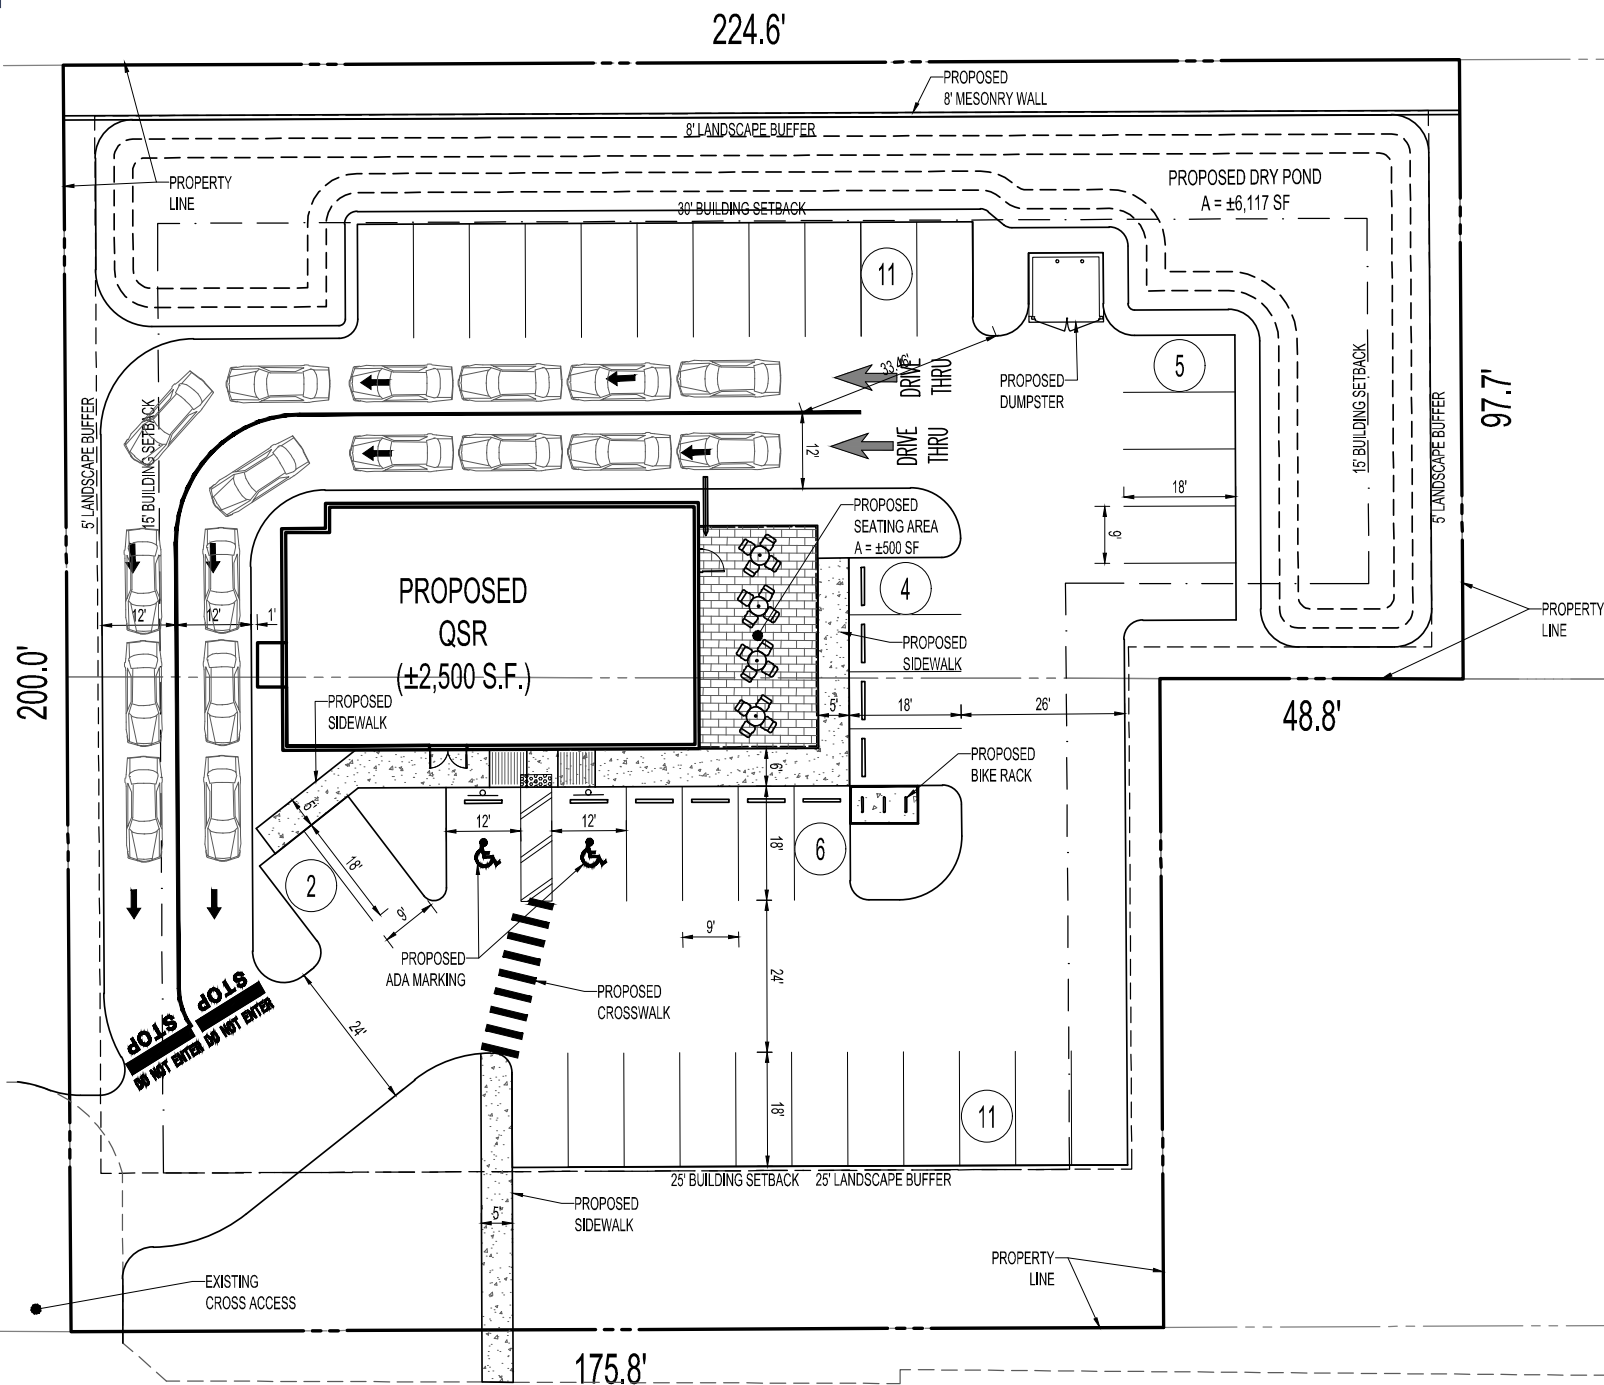 224.6'
PROPOSED
8' MESONRY WALL
8' LANDSCAPE BUFFER
PROPERTY
LINE
PROPOSED DRY POND
A = ±6,117 SF
30' BUILDING SETBACK
11
5
33.46'
DRIVE
THRU
PROPOSED
DUMPSTER
15' BUILDING SETBACK
5' LANDSCAPE BUFFER
97.7'
5' LANDSCAPE BUFFER
15' BUILDING SETBACK
DRIVE
THRU
12'
18'
9'
PROPOSED
SEATING AREA
A = ±500 SF
PROPOSED
QSR
(±2,500 S.F.)
4
12'
12'
1'
PROPERTY
LINE
PROPOSED
SIDEWALK
200.0'
PROPOSED
SIDEWALK
5'
18'
26'
48.8'
PROPOSED
BIKE RACK
6'
5'
12'
12'
18'
6
2
18'
9'
9'
PROPOSED
ADA MARKING
24'
PROPOSED
CROSSWALK
STOP
STOP
DO NOT ENTER
DO NOT ENTER
24'
18'
11
25' BUILDING SETBACK
25' LANDSCAPE BUFFER
PROPOSED
SIDEWALK
5'
PROPERTY
LINE
EXISTING
CROSS ACCESS
175.8'